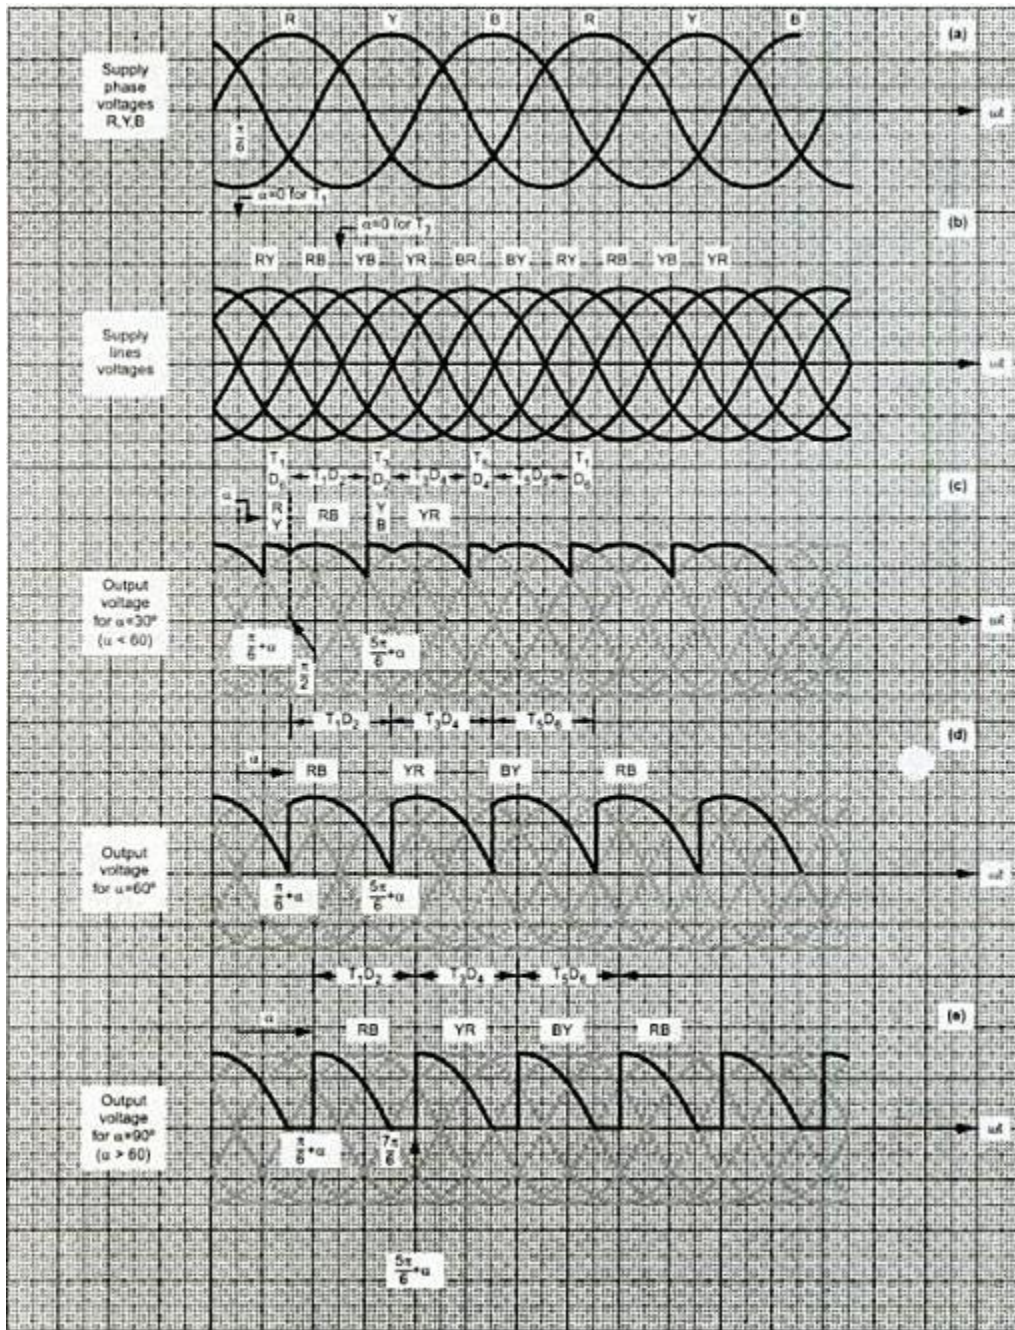 R Y B R Y B
(a)
Supply
phase
voltages
R,Y,B
π/6
ωt
α=0 for T1
α=0 for T3
(b)
RY RB YB YR BR BY RY RB YB YR
Supply
lines
voltages
ωt
T1 D6 T1D2 T3 D2 T3D4 T5 D4 T5D6 T1 D6
(c)
α
R Y RB Y B YR
Output
voltage
for α=30°
(α < 60)
ωt
π/6+α
π/2
5π/6+α
T1D2 T3D4 T5D6
(d)
α
RB YR BY RB
Output
voltage
for α=60°
ωt
π/6+α
5π/6+α
T1D2 T3D4 T5D6
(e)
α
RB YR BY RB
Output
voltage
for α=90°
(α > 60)
ωt
π/6+α
7π/6
5π/6+α